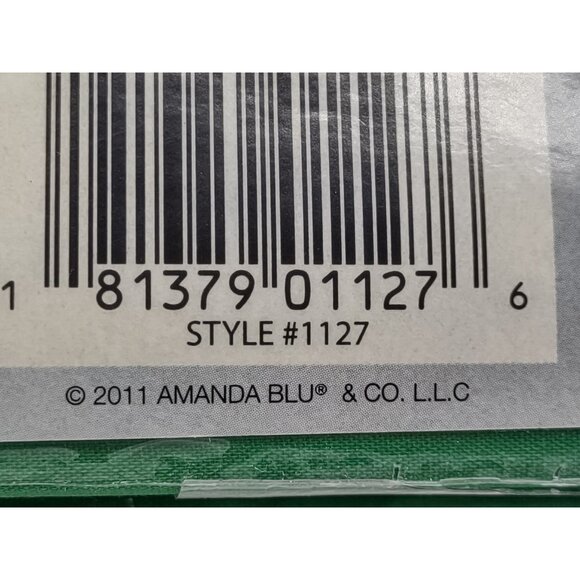 1 81379 01127 6
STYLE #1127
© 2011 AMANDA BLU® & CO. L.L.C